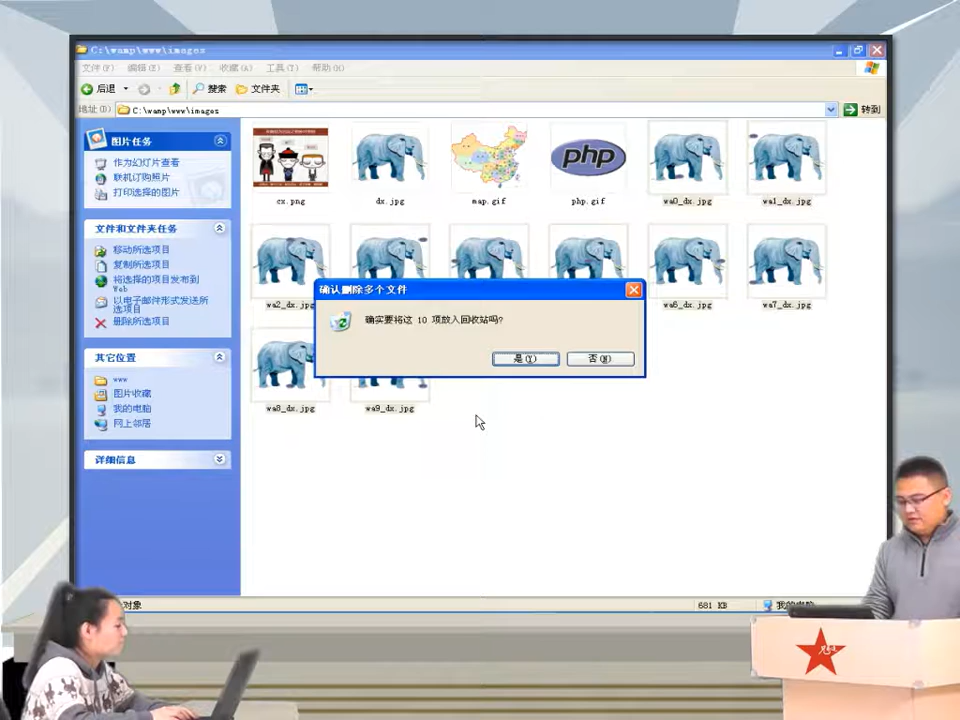 C:\wamp\www\images
文件(F) 编辑(E) 查看(V) 收藏(A) 工具(T) 帮助(H)
后退 搜索 文件夹
地址(D) C:\wamp\www\images 转到
图片任务
作为幻灯片查看
联机订购照片
打印选择的图片
文件和文件夹任务
移动所选项目
复制所选项目
将选择的项目发布到
Web
以电子邮件形式发送所
选项目
删除所选项目
其它位置
www
图片收藏
我的电脑
网上邻居
详细信息
php
cx.png dx.jpg map.gif php.gif wa0_dx.jpg wa1_dx.jpg
wa2_dx.jpg wa6_dx.jpg wa7_dx.jpg
确认删除多个文件
确实要将这 10 项放入回收站吗?
是(Y) 否(N)
wa8_dx.jpg wa9_dx.jpg
对象 681 KB 我的电脑